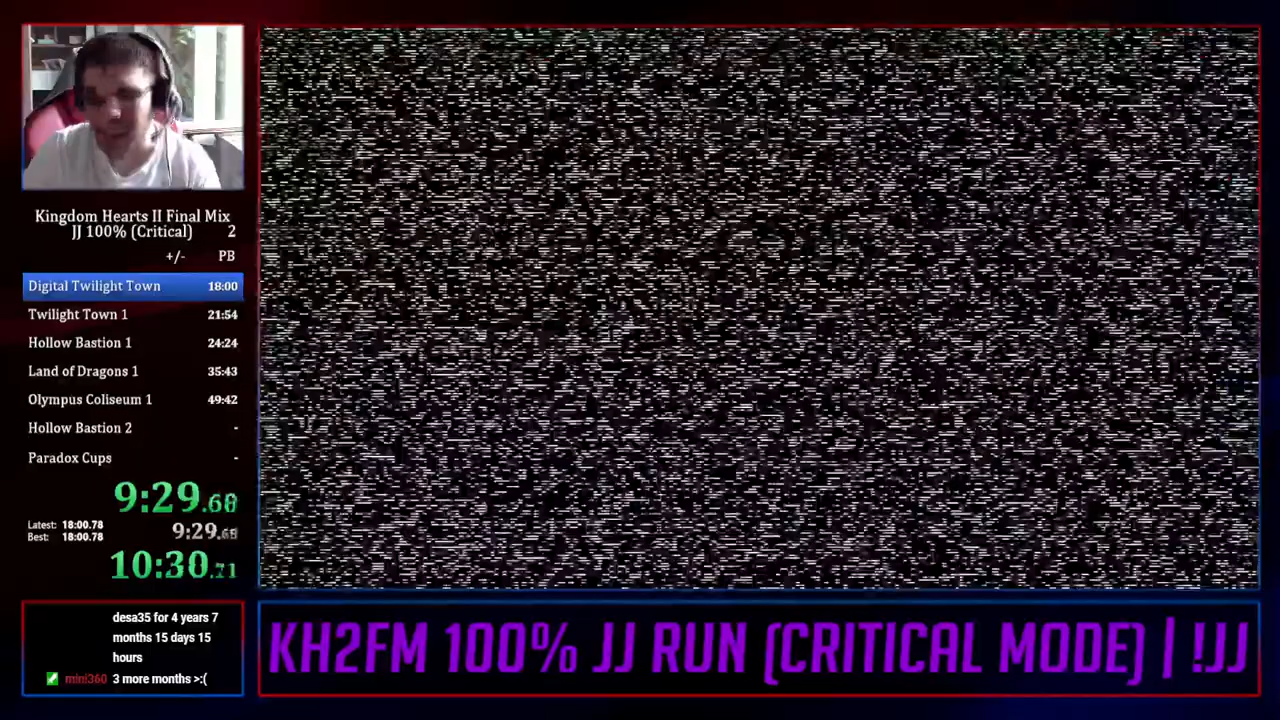 Kingdom Hearts II Final Mix
JJ 100% (Critical) 2
+/- PB
Digital Twilight Town 18:00
Twilight Town 1 21:54
Hollow Bastion 1 24:24
Land of Dragons 1 35:43
Olympus Coliseum 1 49:42
Hollow Bastion 2 -
Paradox Cups -
9:29.68
Latest: 18:00.78 9:29.68
Best: 18:00.78
10:30.71
desa35 for 4 years 7
months 15 days 15
hours
mini360 3 more months >:(
KH2FM 100% JJ RUN (CRITICAL MODE) | !JJ